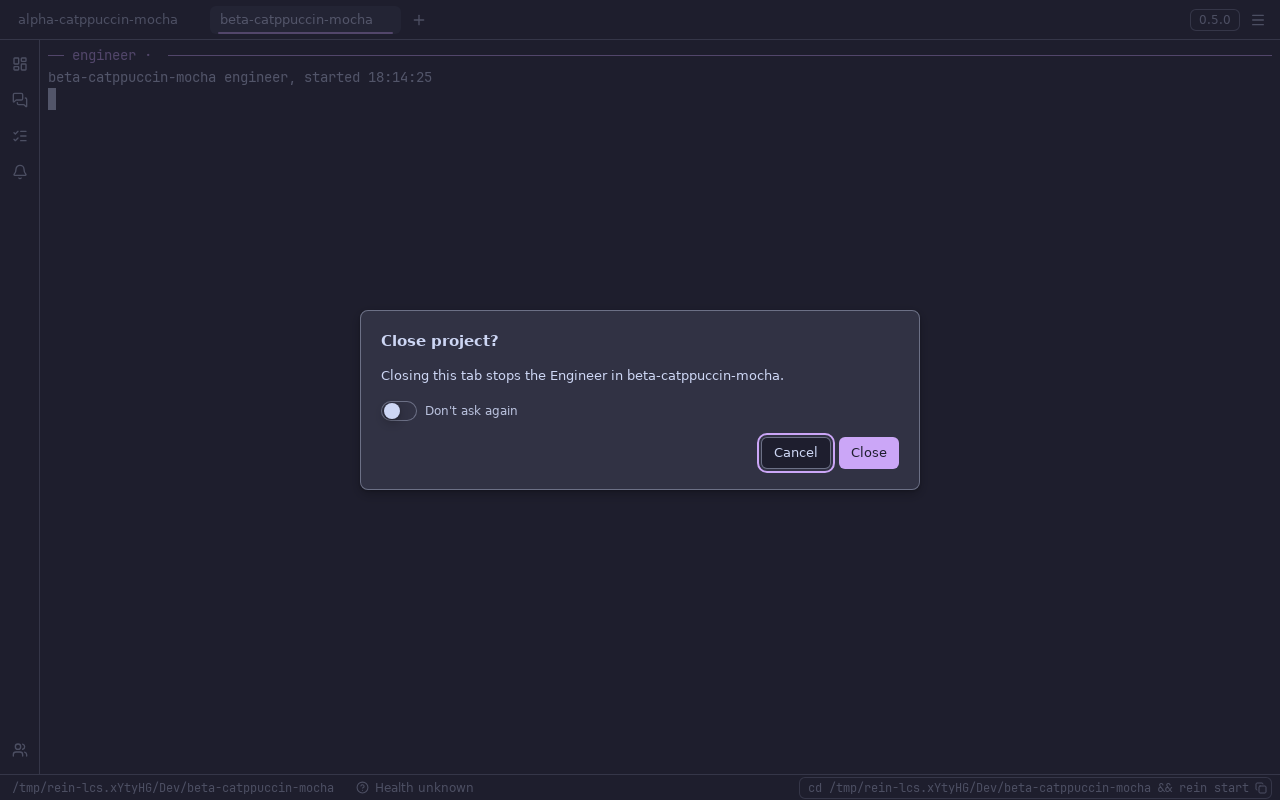 alpha-catppuccin-mocha
beta-catppuccin-mocha
0.5.0
engineer ·
beta-catppuccin-mocha engineer, started 18:14:25
Close project?
Closing this tab stops the Engineer in beta-catppuccin-mocha.
Don't ask again
Cancel
Close
/tmp/rein-lcs.xYtyHG/Dev/beta-catppuccin-mocha
Health unknown
cd /tmp/rein-lcs.xYtyHG/Dev/beta-catppuccin-mocha && rein start